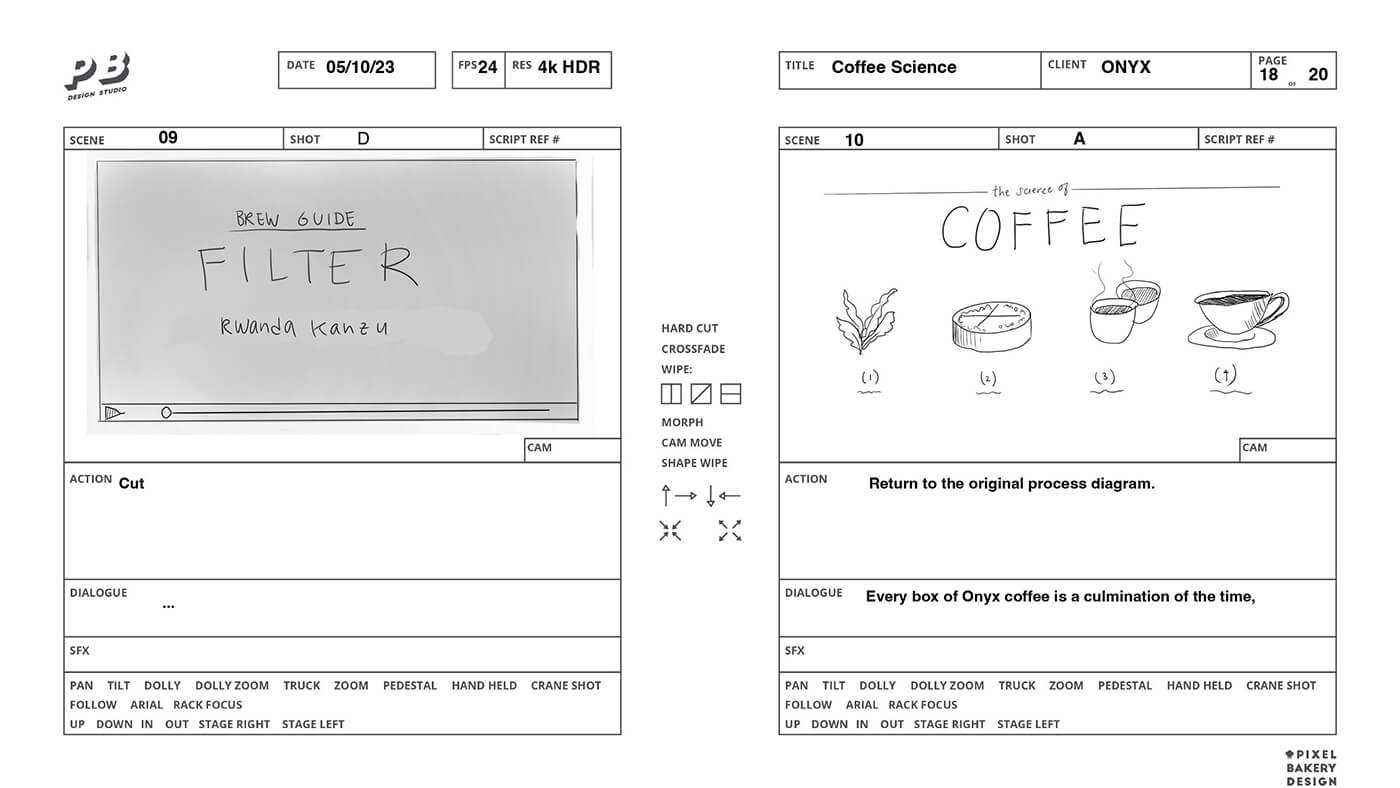 PB
DESIGN STUDIO
DATE 05/10/23
FPS 24 RES 4k HDR
TITLE Coffee Science
CLIENT ONYX
PAGE
18 OF 20
SCENE 09 SHOT D SCRIPT REF #
BREW GUIDE
FILTER
Rwanda Kanzu
CAM
ACTION Cut
DIALOGUE
...
SFX
PAN TILT DOLLY DOLLY ZOOM TRUCK ZOOM PEDESTAL HAND HELD CRANE SHOT
FOLLOW ARIAL RACK FOCUS
UP DOWN IN OUT STAGE RIGHT STAGE LEFT
HARD CUT
CROSSFADE
WIPE:
MORPH
CAM MOVE
SHAPE WIPE
SCENE 10 SHOT A SCRIPT REF #
the science of
COFFEE
(1) (2) (3) (↑)
CAM
ACTION Return to the original process diagram.
DIALOGUE Every box of Onyx coffee is a culmination of the time,
SFX
PAN TILT DOLLY DOLLY ZOOM TRUCK ZOOM PEDESTAL HAND HELD CRANE SHOT
FOLLOW ARIAL RACK FOCUS
UP DOWN IN OUT STAGE RIGHT STAGE LEFT
PIXEL
BAKERY
DESIGN